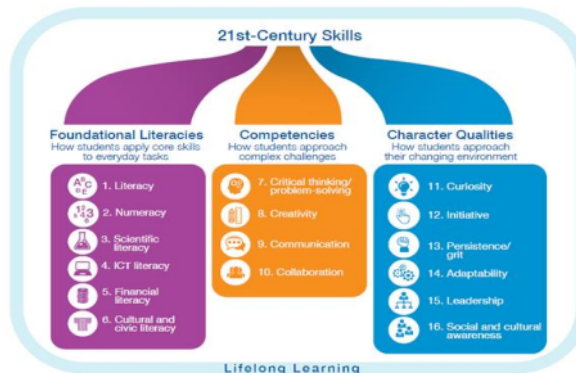 21st-Century Skills
Foundational Literacies
How students apply core skills
to everyday tasks
1. Literacy
2. Numeracy
3. Scientific
literacy
4. ICT literacy
5. Financial
literacy
6. Cultural and
civic literacy
Competencies
How students approach
complex challenges
7. Critical thinking/
problem-solving
8. Creativity
9. Communication
10. Collaboration
Character Qualities
How students approach
their changing environment
11. Curiosity
12. Initiative
13. Persistence/
grit
14. Adaptability
15. Leadership
16. Social and cultural
awareness
Lifelong Learning